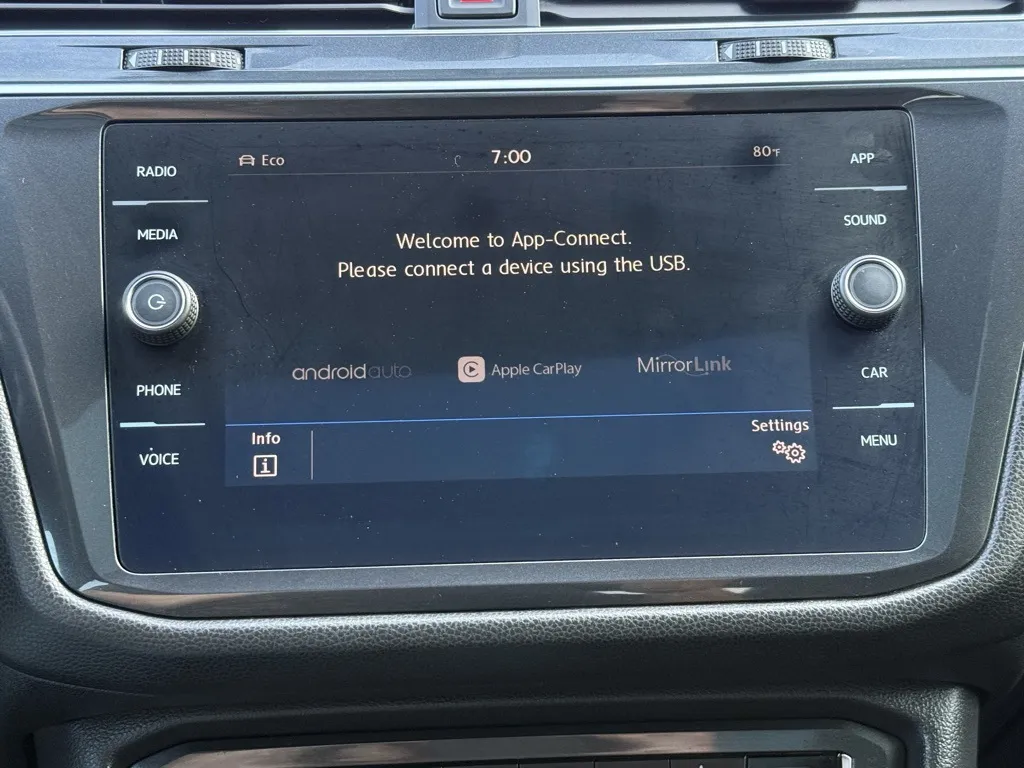 RADIO
MEDIA
PHONE
VOICE
Eco
7:00
80°F
Welcome to App-Connect.
Please connect a device using the USB.
androidauto
Apple CarPlay
MirrorLink
Info
i
Settings
APP
SOUND
CAR
MENU